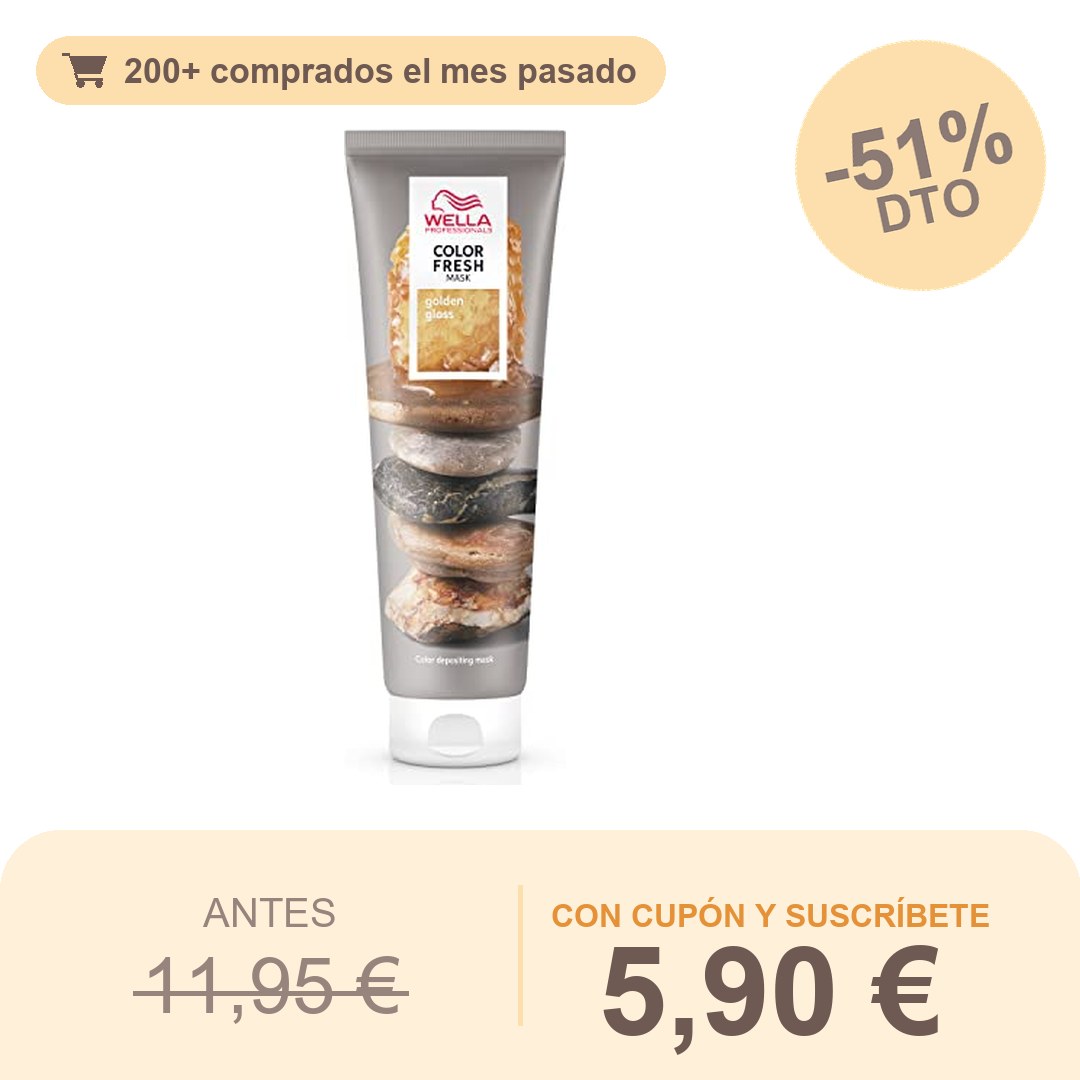 200+ comprados el mes pasado
-51%
DTO
WELLA
PROFESSIONALS
COLOR
FRESH
MASK
golden
gloss
Color depositing mask
ANTES
11,95 €
CON CUPÓN Y SUSCRÍBETE
5,90 €